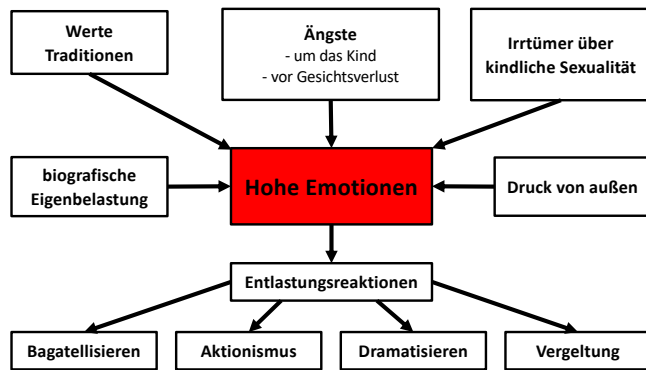 Werte
Traditionen
Ängste
- um das Kind
- vor Gesichtsverlust
Irrtümer über
kindliche Sexualität
biografische
Eigenbelastung
Hohe Emotionen
Druck von außen
Entlastungsreaktionen
Bagatellisieren
Aktionismus
Dramatisieren
Vergeltung